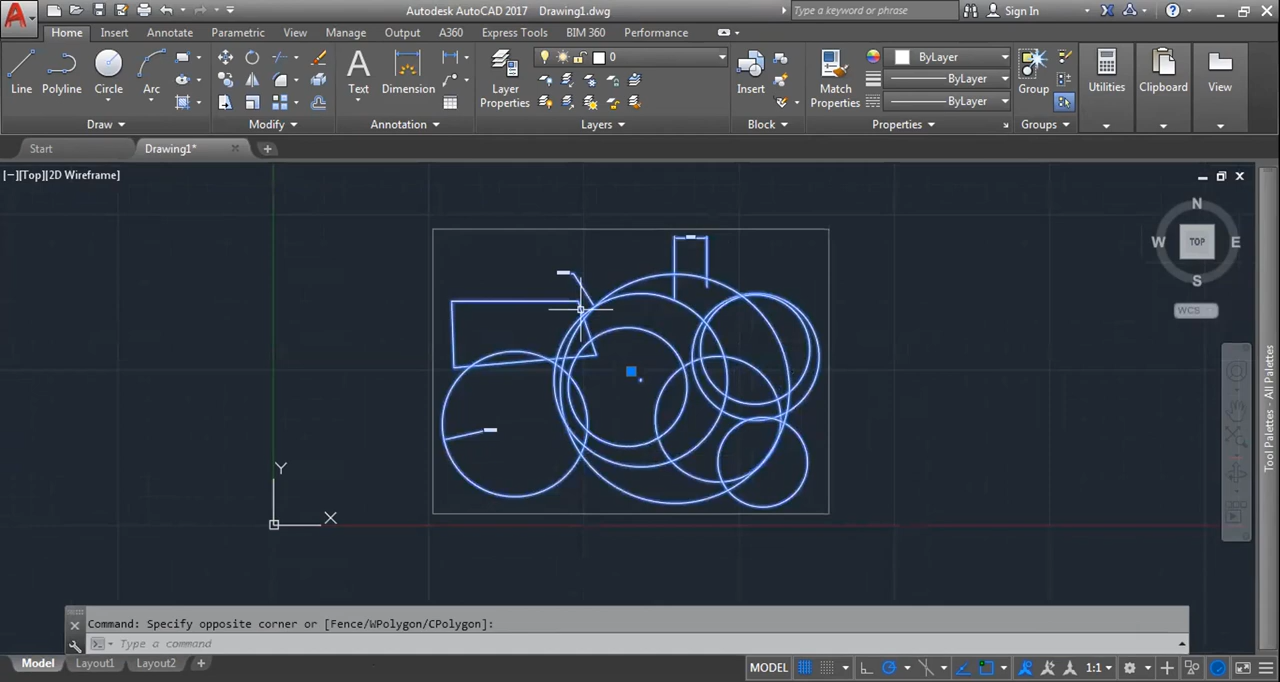 Autodesk AutoCAD 2017 Drawing1.dwg
Type a keyword or phrase
Sign In
Home Insert Annotate Parametric View Manage Output A360 Express Tools BIM 360 Performance
Line Polyline Circle Arc
Text Dimension
Layer Properties
0
Insert
Match Properties
ByLayer
ByLayer
ByLayer
Group
Utilities
Clipboard
View
Draw Modify Annotation Layers Block Properties Groups
Start Drawing1*
[−][Top][2D Wireframe]
N
W TOP E
S
WCS
Y
X
Tool Palettes - All Palettes
Command: Specify opposite corner or [Fence/WPolygon/CPolygon]:
Type a command
Model Layout1 Layout2
MODEL
1:1